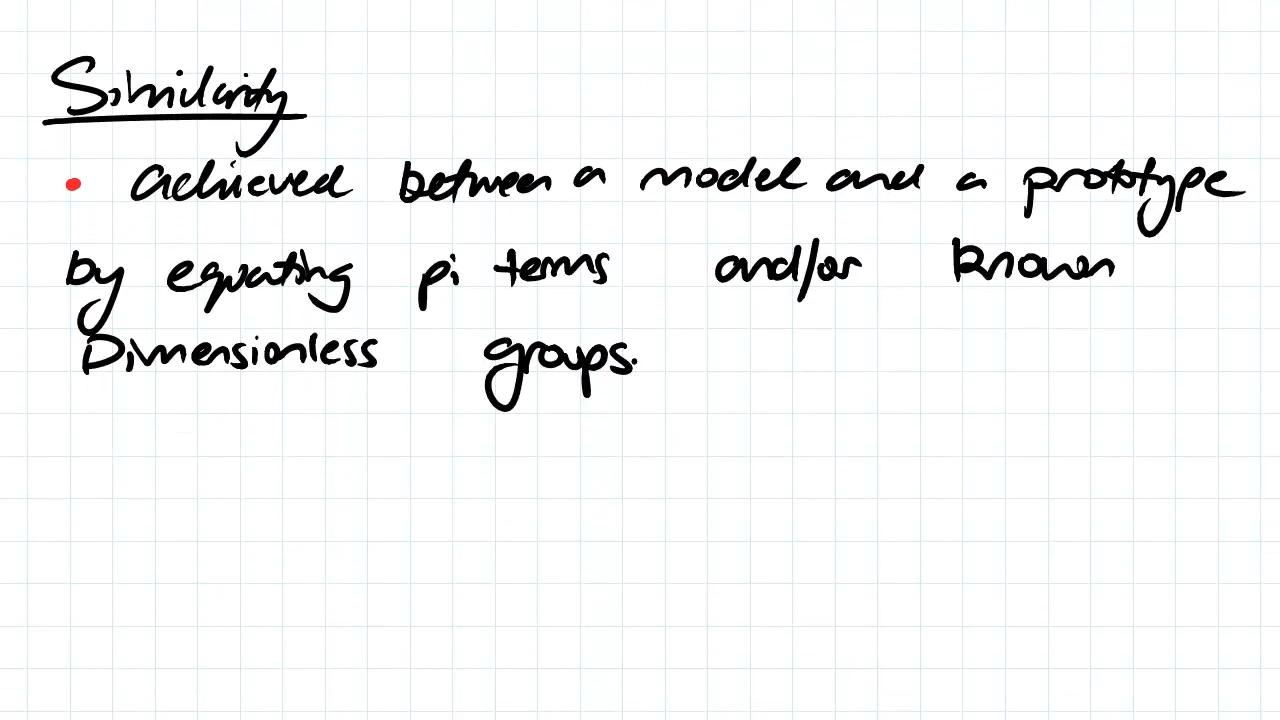 Similarity
• Achieved between a model and a prototype
by equating pi terms and/or known
Dimensionless groups.